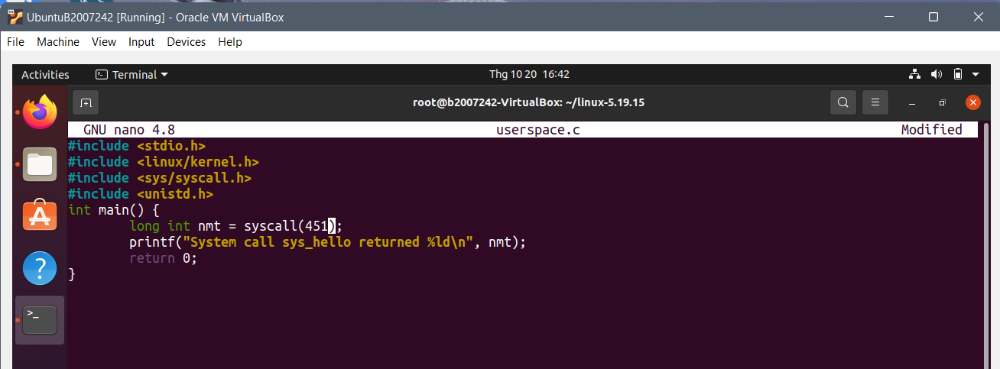 UbuntuB2007242 [Running] - Oracle VM VirtualBox
File Machine View Input Devices Help
Activities Terminal Thg 10 20 16:42
root@b2007242-VirtualBox: ~/linux-5.19.15
GNU nano 4.8 userspace.c Modified
#include <stdio.h>
#include <linux/kernel.h>
#include <sys/syscall.h>
#include <unistd.h>
int main() {
        long int nmt = syscall(451);
        printf("System call sys_hello returned %ld\n", nmt);
        return 0;
}